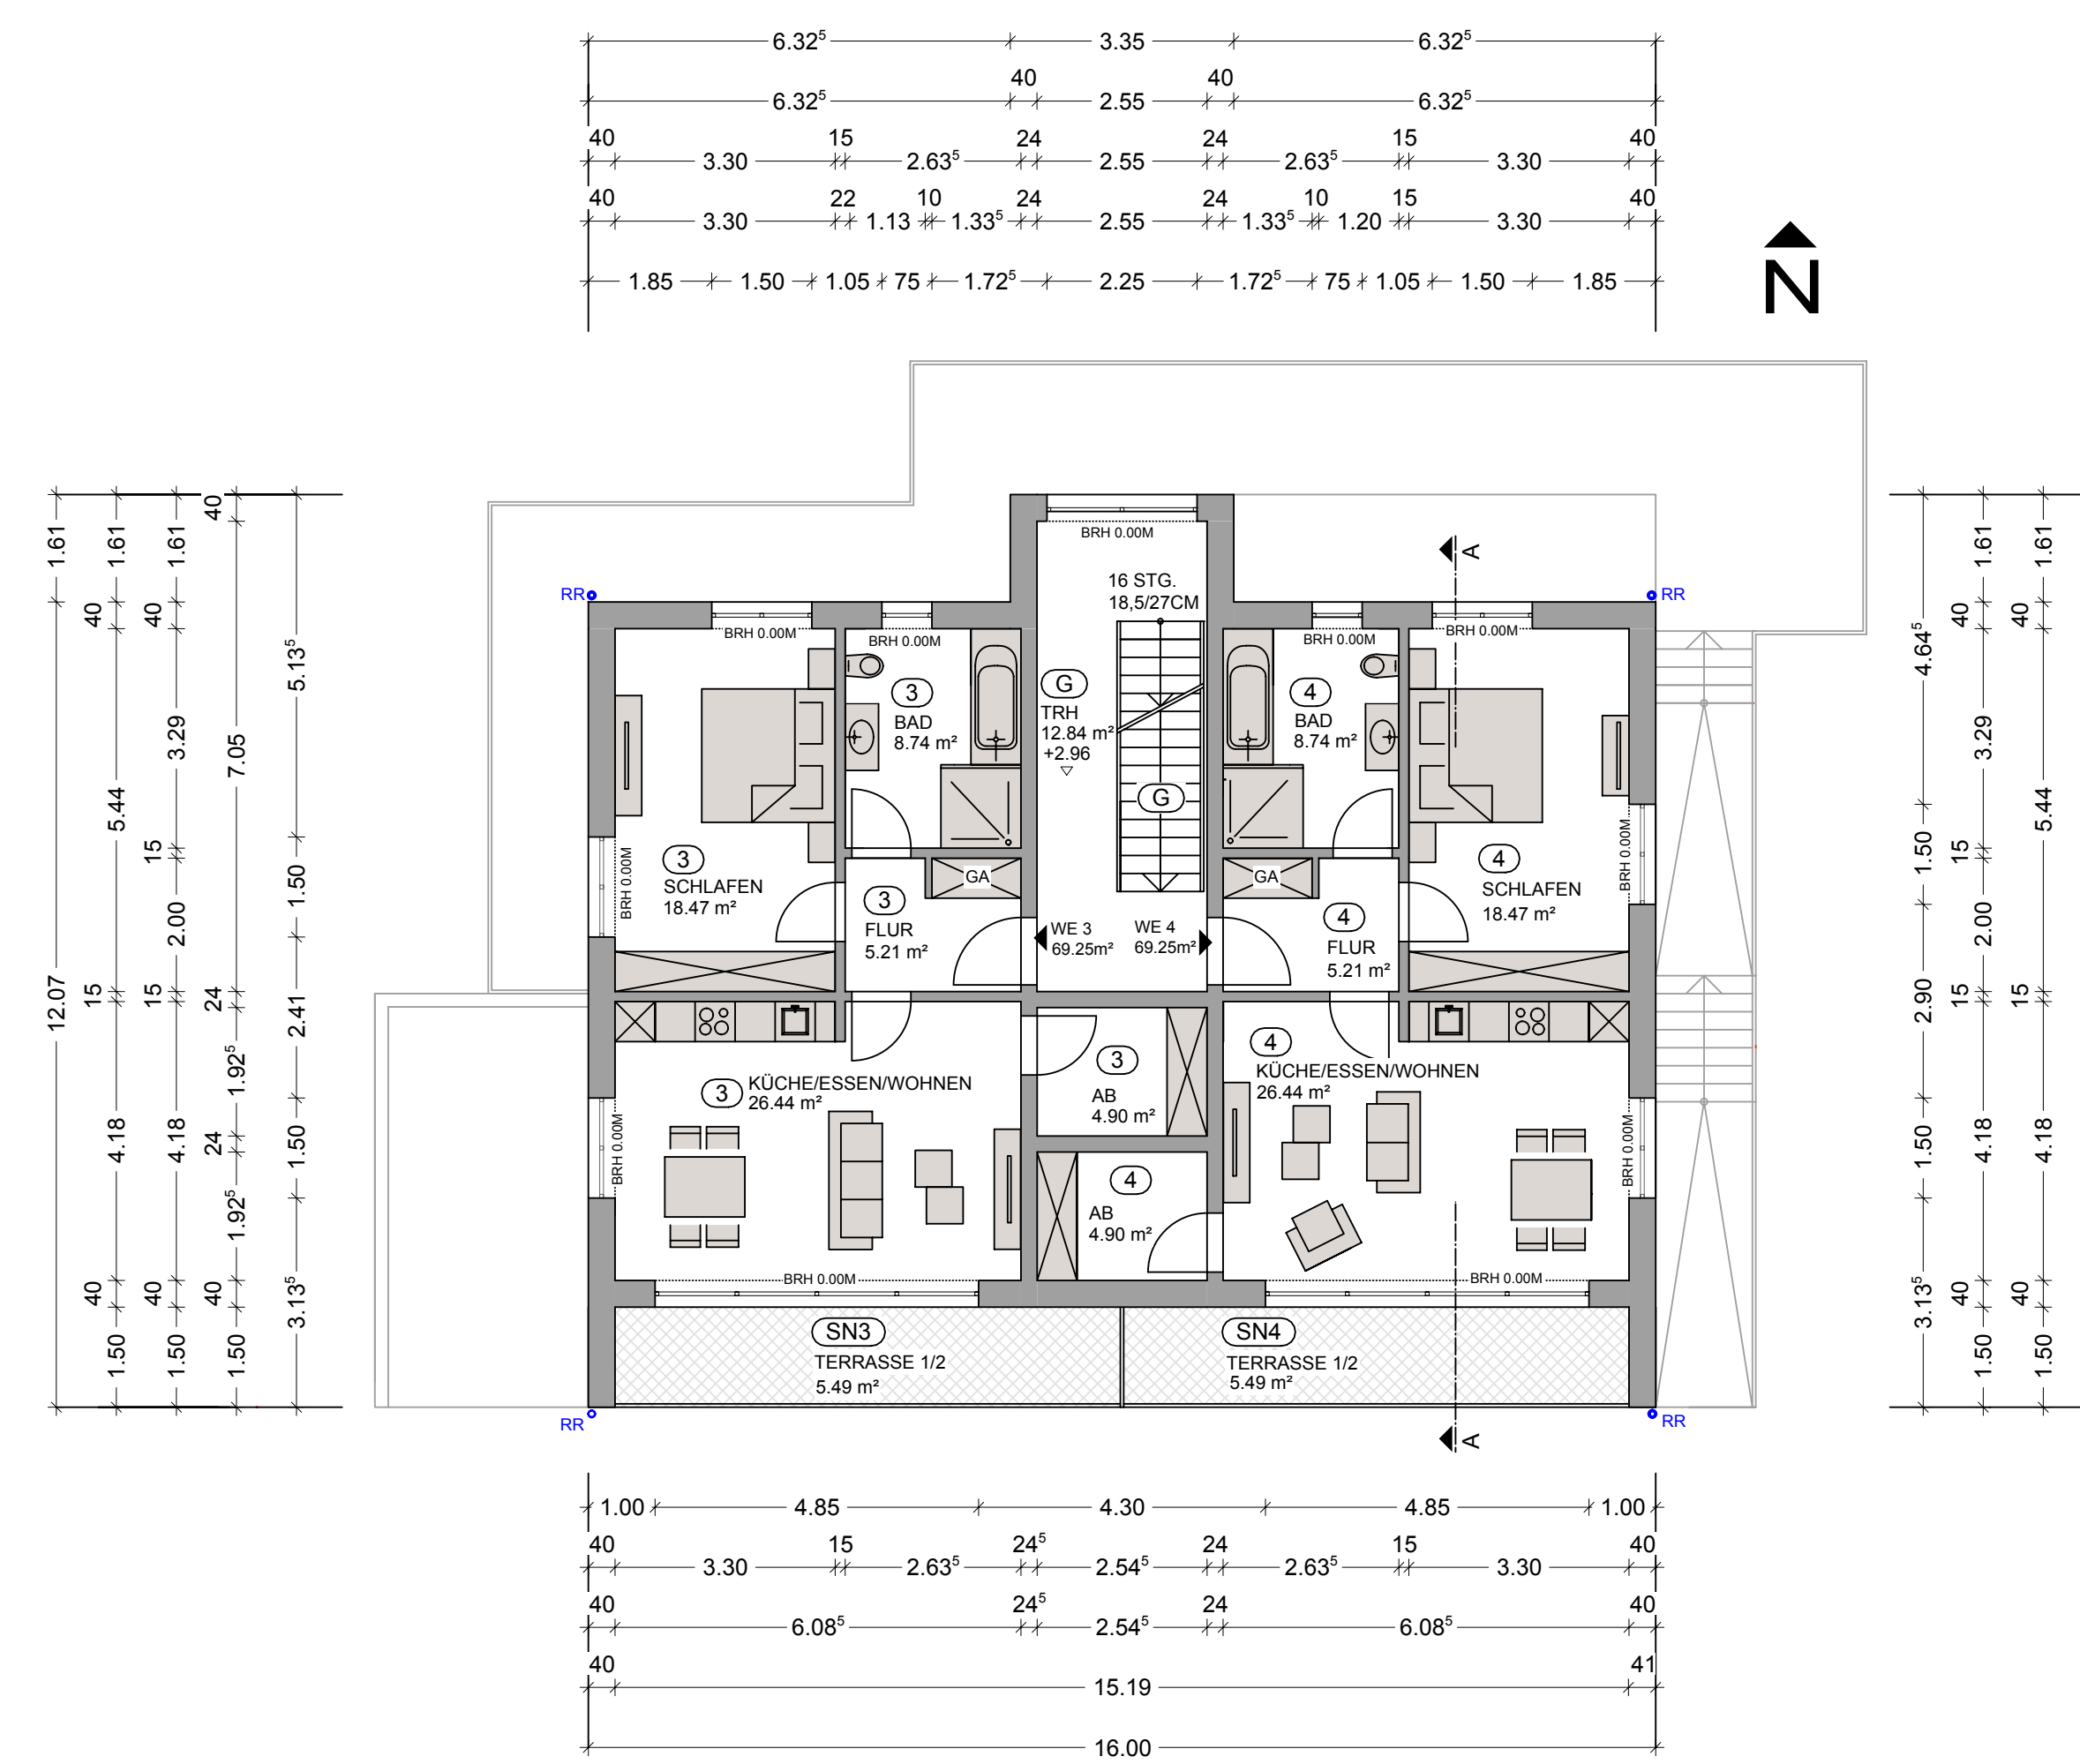 6.32⁵ 3.35 6.32⁵
40 40
6.32⁵ 2.55 6.32⁵
40 15 24 24 15 40
3.30 2.63⁵ 2.55 2.63⁵ 3.30
40 22 10 24 24 10 15 40
3.30 1.13 1.33⁵ 2.55 1.33⁵ 1.20 3.30
1.85 1.50 1.05 75 1.72⁵ 2.25 1.72⁵ 75 1.05 1.50 1.85
N
1.61 12.07
1.61 40 5.44 15 4.18 40 1.50
1.61 40 3.29 15 2.00 15 4.18 40 1.50
40 7.05 24 1.92⁵ 24 1.92⁵ 40 1.50
5.13⁵ 1.50 2.41 1.50 3.13⁵
BRH 0.00M
A
16 STG.
18,5/27CM
RR
RR
BRH 0.00M
BRH 0.00M
BRH 0.00M
BRH 0.00M
3
BAD
8.74 m²
G
TRH
12.84 m²
+2.96
G
4
BAD
8.74 m²
3
SCHLAFEN
18.47 m²
BRH 0.00M
GA
GA
4
SCHLAFEN
18.47 m²
BRH 0.00M
3
FLUR
5.21 m²
WE 3
69.25m²
WE 4
69.25m²
4
FLUR
5.21 m²
3
KÜCHE/ESSEN/WOHNEN
26.44 m²
BRH 0.00M
3
AB
4.90 m²
4
KÜCHE/ESSEN/WOHNEN
26.44 m²
BRH 0.00M
4
AB
4.90 m²
BRH 0.00M
BRH 0.00M
SN3
TERRASSE 1/2
5.49 m²
SN4
TERRASSE 1/2
5.49 m²
RR
RR
A
4.64⁵ 1.50 2.90 1.50 3.13⁵
1.61 40 3.29 15 2.00 15 4.18 40 1.50
1.61 40 5.44 15 4.18 40 1.50
1.00 4.85 4.30 4.85 1.00
40 15 24⁵ 24 15 40
3.30 2.63⁵ 2.54⁵ 2.63⁵ 3.30
40 24⁵ 24 40
6.08⁵ 2.54⁵ 6.08⁵
40 41
15.19
16.00